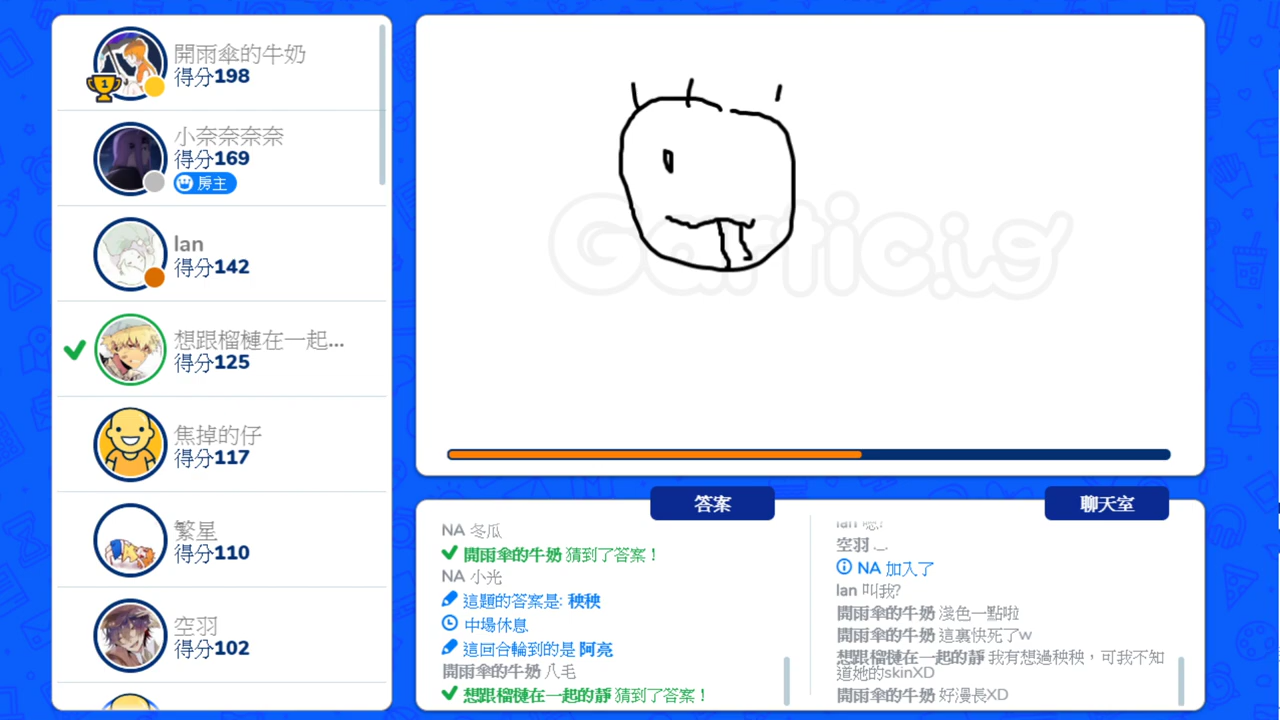 開雨傘的牛奶
得分198
1
小奈奈奈奈
得分169
房主
lan
得分142
想跟榴槤在一起...
得分125
焦掉的仔
得分117
繁星
得分110
空羽
得分102
Gartic.io
答案
NA 冬瓜
開雨傘的牛奶 猜到了答案！
NA 小光
這題的答案是: 秧秧
中場休息
這回合輪到的是 阿亮
開雨傘的牛奶 八毛
想跟榴槤在一起的靜 猜到了答案！
聊天室
空羽 ._.
NA 加入了
lan 叫我?
開雨傘的牛奶 淺色一點啦
開雨傘的牛奶 這裏快死了w
想跟榴槤在一起的靜 我有想過秧秧，可我不知
道她的skinXD
開雨傘的牛奶 好漫長XD